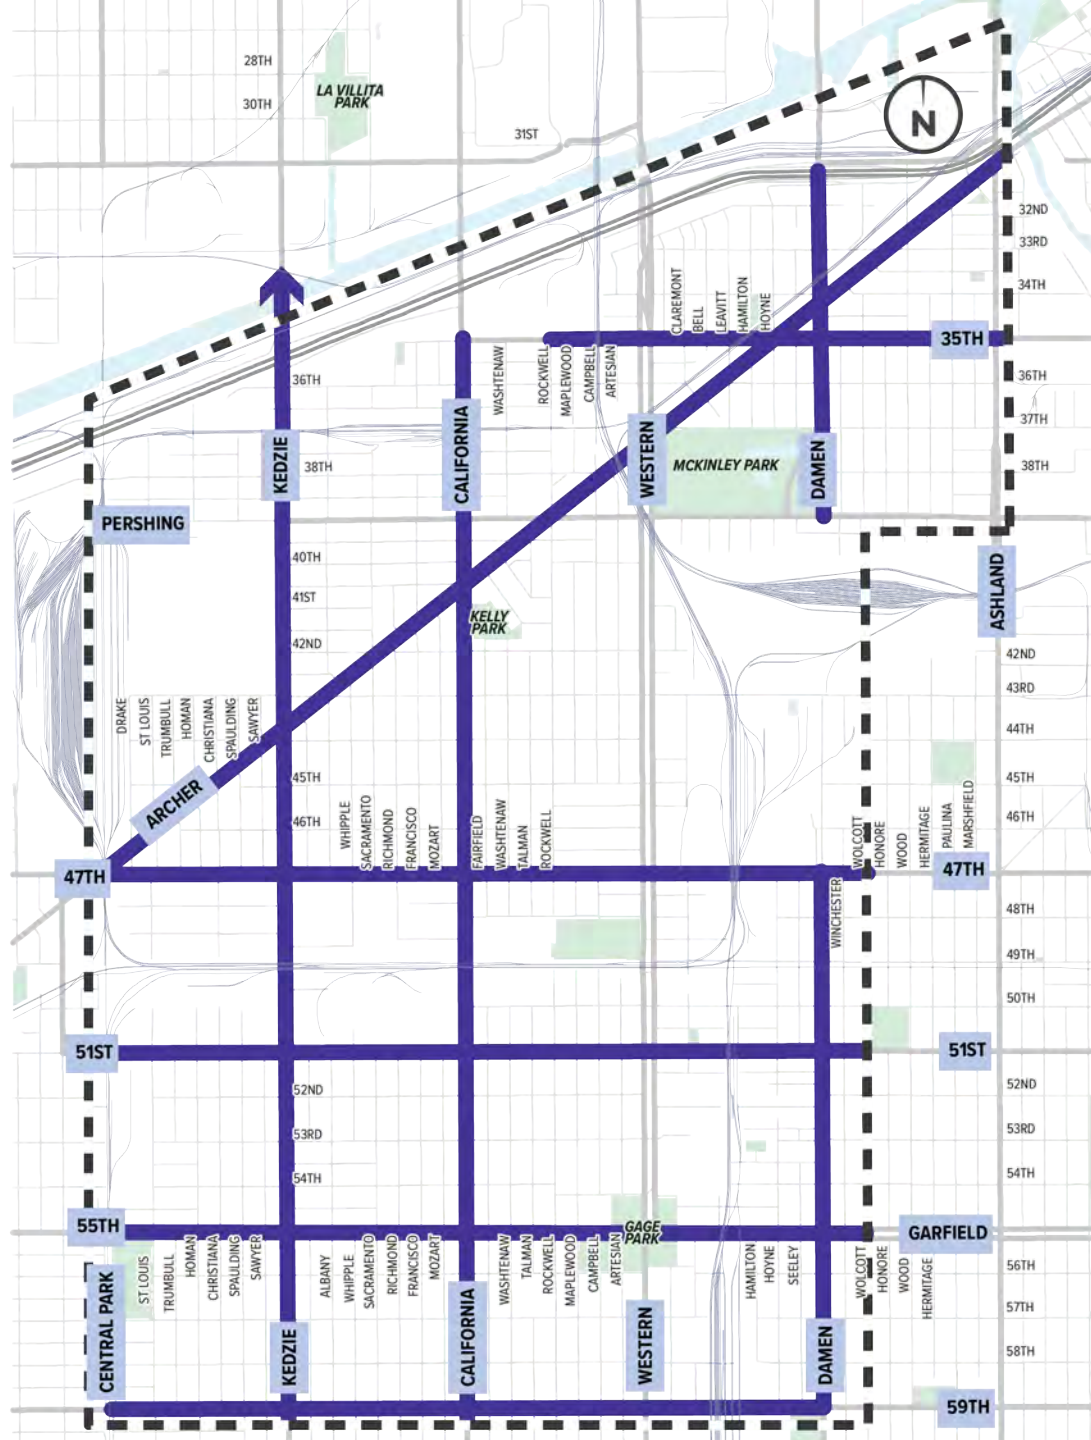 28TH
LA VILLITA
PARK
30TH
31ST
N
32ND
33RD
34TH
CLAREMONT
BELL
LEAVITT
HAMILTON
HOYNE
35TH
WASHTENAW
ROCKWELL
MAPLEWOOD
CAMPBELL
ARTESIAN
36TH
36TH
37TH
KEDZIE
CALIFORNIA
WESTERN
MCKINLEY PARK
DAMEN
38TH
38TH
PERSHING
40TH
41ST
42ND
KELLY
PARK
ASHLAND
42ND
43RD
44TH
45TH
46TH
DRAKE
ST LOUIS
TRUMBULL
HOMAN
CHRISTIANA
SPAULDING
SAWYER
ARCHER
45TH
46TH
WHIPPLE
SACRAMENTO
RICHMOND
FRANCISCO
MOZART
FAIRFIELD
WASHTENAW
TALMAN
ROCKWELL
WOLCOTT
HONORE
WOOD
HERMITAGE
PAULINA
MARSHFIELD
47TH
47TH
WINCHESTER
48TH
49TH
50TH
51ST
51ST
52ND
53RD
54TH
52ND
53RD
54TH
55TH
GAGE
PARK
GARFIELD
ST LOUIS
TRUMBULL
HOMAN
CHRISTIANA
SPAULDING
SAWYER
ALBANY
WHIPPLE
SACRAMENTO
RICHMOND
FRANCISCO
MOZART
WASHTENAW
TALMAN
ROCKWELL
MAPLEWOOD
CAMPBELL
ARTESIAN
HAMILTON
HOYNE
SEELEY
WOLCOTT
HONORE
WOOD
HERMITAGE
56TH
57TH
58TH
CENTRAL PARK
KEDZIE
CALIFORNIA
WESTERN
DAMEN
59TH